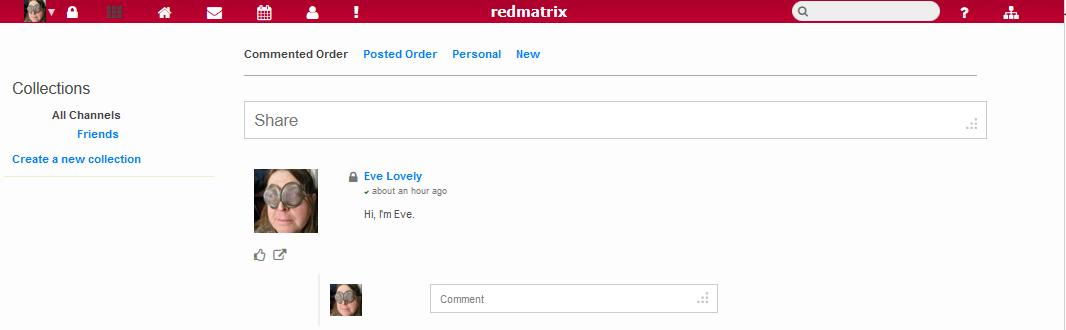 redmatrix
?
Commented Order Posted Order Personal New
Collections
All Channels
Friends
Create a new collection
Share
Eve Lovely
about an hour ago
Hi, I'm Eve.
Comment